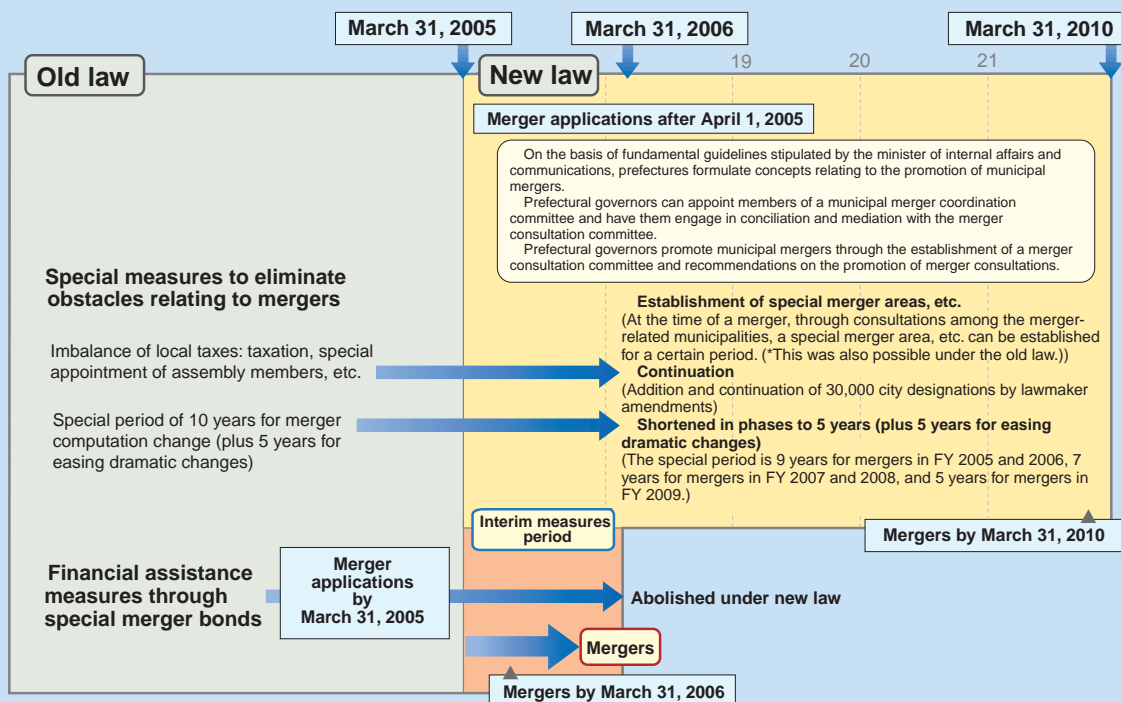 March 31, 2005
March 31, 2006
March 31, 2010
Old law
New law
19
20
21
Merger applications after April 1, 2005
On the basis of fundamental guidelines stipulated by the minister of internal affairs and
communications, prefectures formulate concepts relating to the promotion of municipal
mergers.
Prefectural governors can appoint members of a municipal merger coordination
committee and have them engage in conciliation and mediation with the merger
consultation committee.
Prefectural governors promote municipal mergers through the establishment of a merger
consultation committee and recommendations on the promotion of merger consultations.
Special measures to eliminate
obstacles relating to mergers
Imbalance of local taxes: taxation, special
appointment of assembly members, etc.
Special period of 10 years for merger
computation change (plus 5 years for
easing dramatic changes)
Establishment of special merger areas, etc.
(At the time of a merger, through consultations among the merger-
related municipalities, a special merger area, etc. can be established
for a certain period. (*This was also possible under the old law.))
Continuation
(Addition and continuation of 30,000 city designations by lawmaker
amendments)
Shortened in phases to 5 years (plus 5 years for easing
dramatic changes)
(The special period is 9 years for mergers in FY 2005 and 2006, 7
years for mergers in FY 2007 and 2008, and 5 years for mergers in
FY 2009.)
Interim measures
period
Mergers by March 31, 2010
Financial assistance
measures through
special merger bonds
Merger
applications
by
March 31, 2005
Abolished under new law
Mergers
Mergers by March 31, 2006